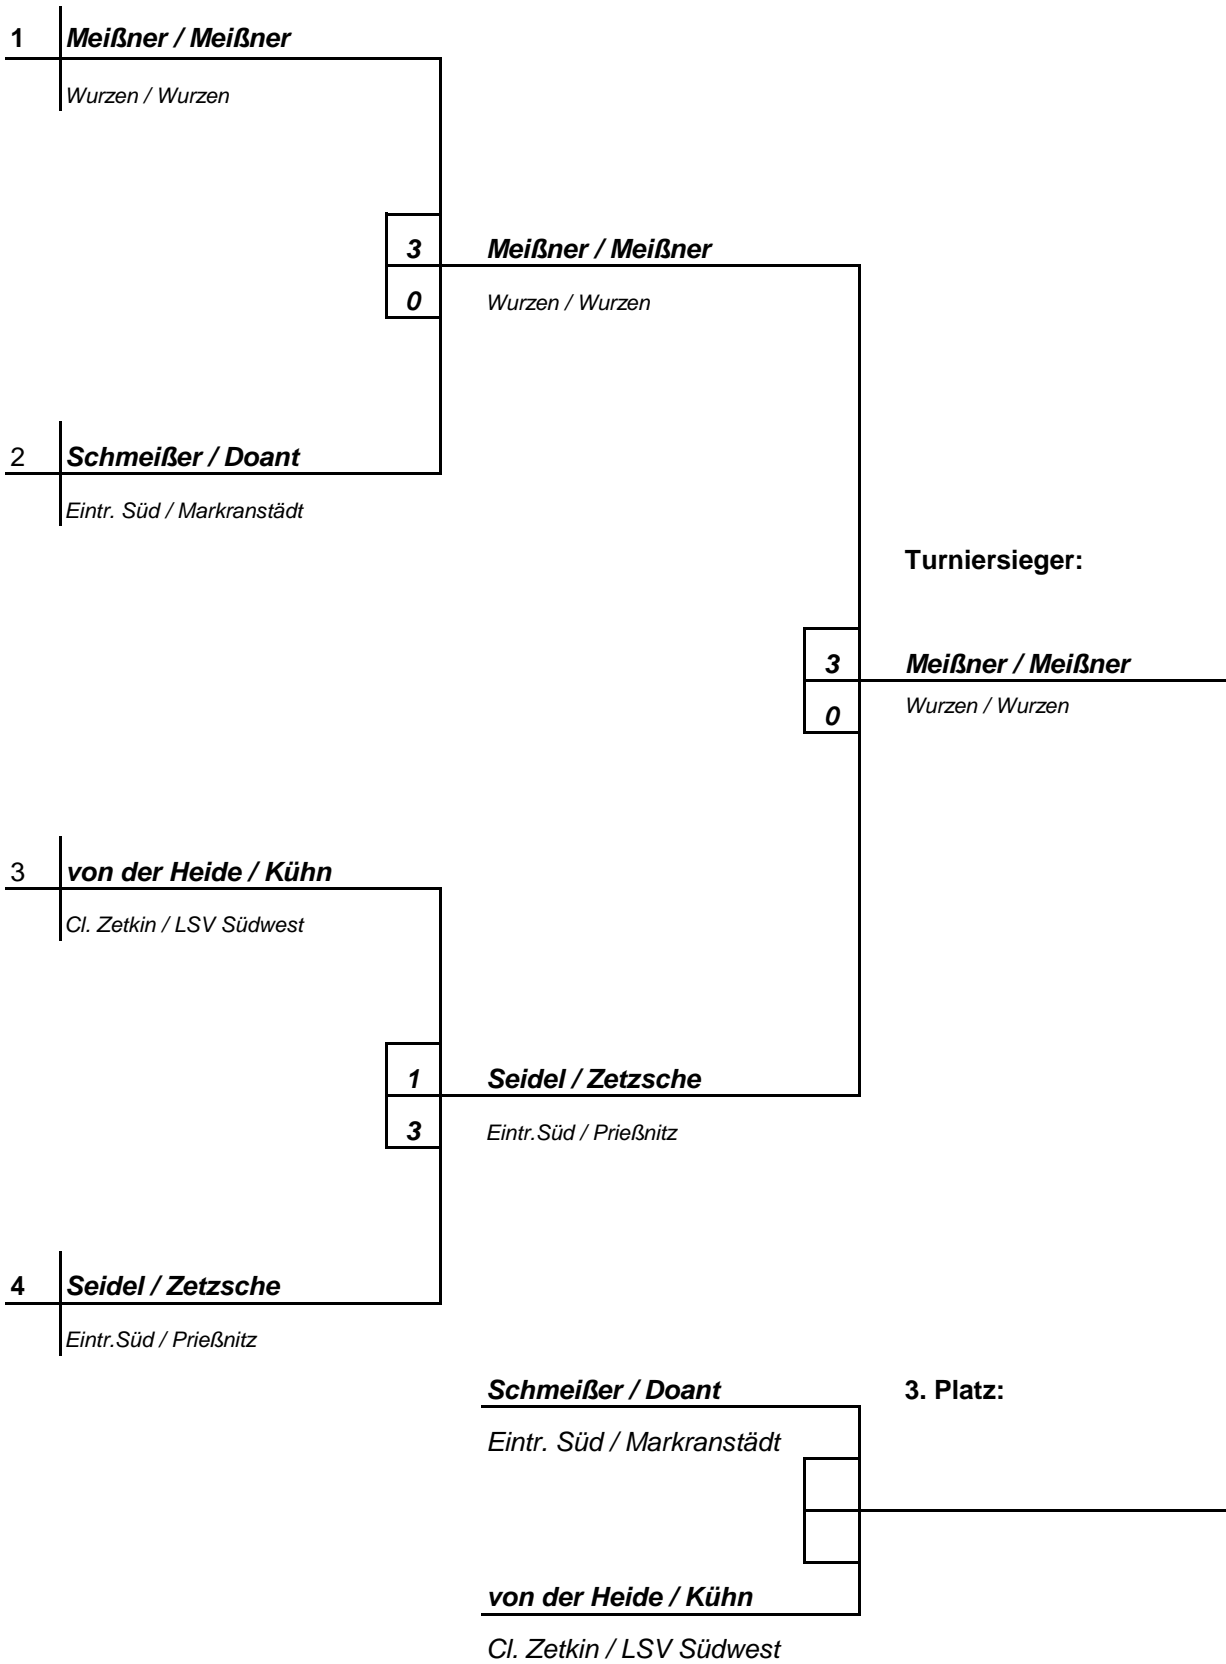 1 Meißner / Meißner
Wurzen / Wurzen
3 Meißner / Meißner
0 Wurzen / Wurzen
2 Schmeißer / Doant
Eintr. Süd / Markranstädt
Turniersieger:
3 Meißner / Meißner
0 Wurzen / Wurzen
3 von der Heide / Kühn
Cl. Zetkin / LSV Südwest
1 Seidel / Zetzsche
3 Eintr.Süd / Prießnitz
4 Seidel / Zetzsche
Eintr.Süd / Prießnitz
Schmeißer / Doant 3. Platz:
Eintr. Süd / Markranstädt
von der Heide / Kühn
Cl. Zetkin / LSV Südwest